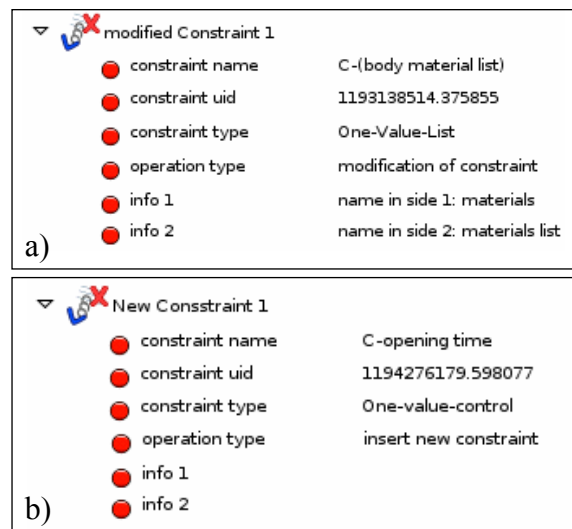 modified Constraint 1
constraint name C-(body material list)
constraint uid 1193138514.375855
constraint type One-Value-List
operation type modification of constraint
info 1 name in side 1: materials
info 2 name in side 2: materials list
a)
New Consstraint 1
constraint name C-opening time
constraint uid 1194276179.598077
constraint type One-value-control
operation type insert new constraint
info 1
info 2
b)